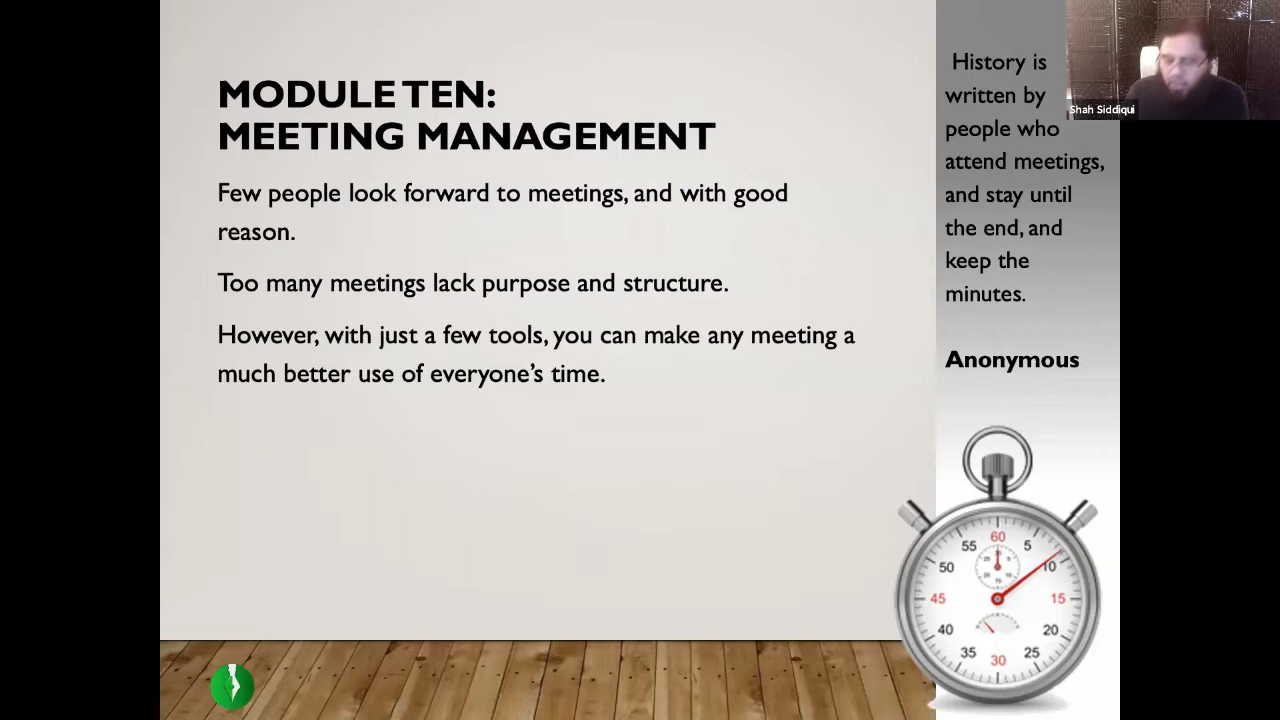 MODULE TEN:
MEETING MANAGEMENT
Few people look forward to meetings, and with good
reason.
Too many meetings lack purpose and structure.
However, with just a few tools, you can make any meeting a
much better use of everyone’s time.
History is
written by
people who
attend meetings,
and stay until
the end, and
keep the
minutes.
Anonymous
Shah Siddiqui
60
5
10
15
20
25
30
35
40
45
50
55